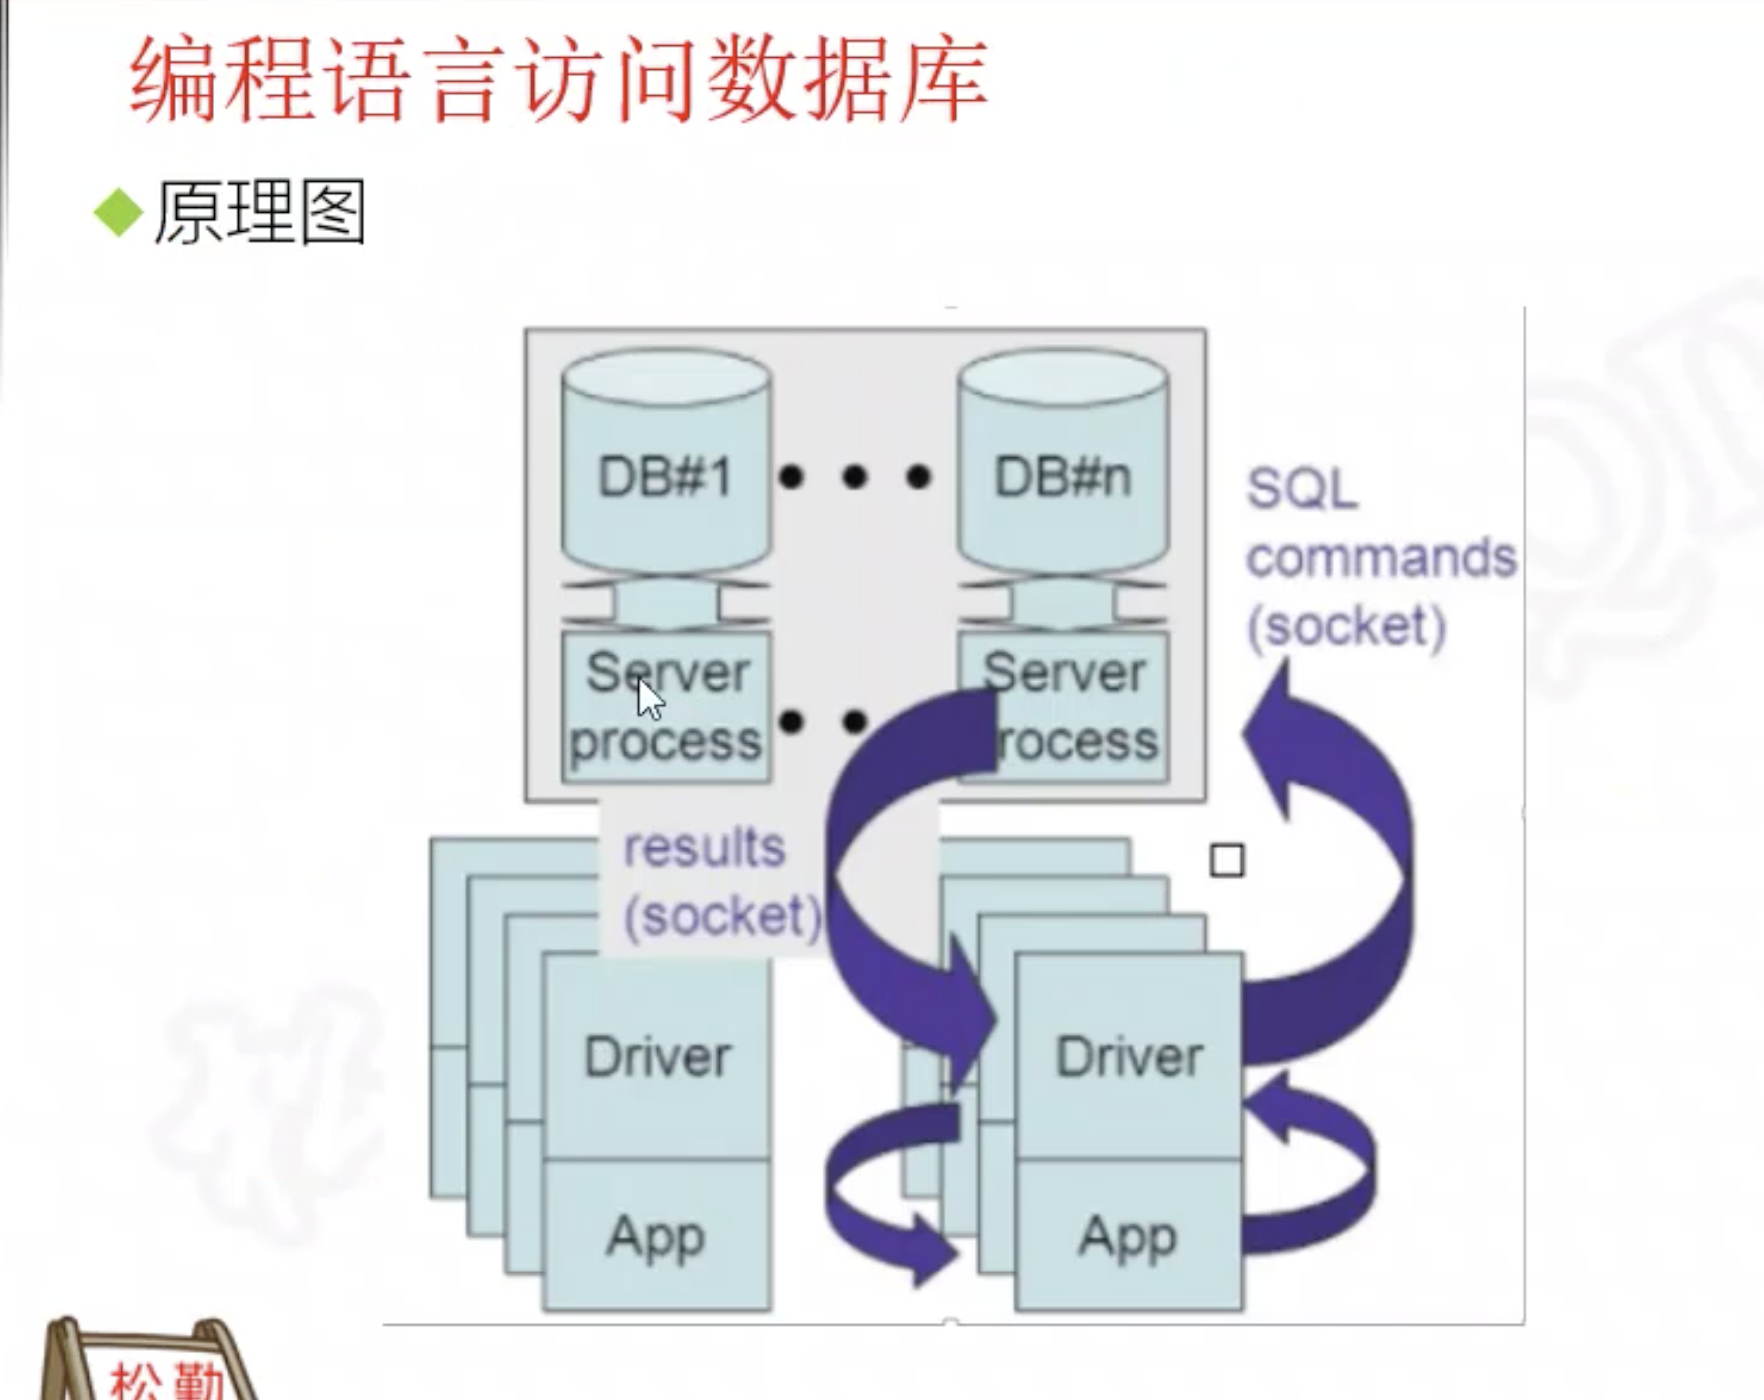 编程语言访问数据库
原理图
DB#1
DB#n
SQL
commands
(socket)
Server
process
Server
rocess
results
(socket)
Driver
App
Driver
App
松勤